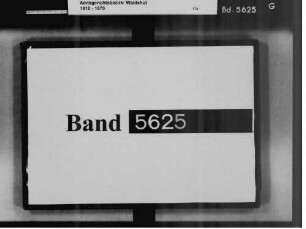 Amtsgerichtsbezirk Waldshut
1810 - 1870
Bd. 5625 G
Band 5625